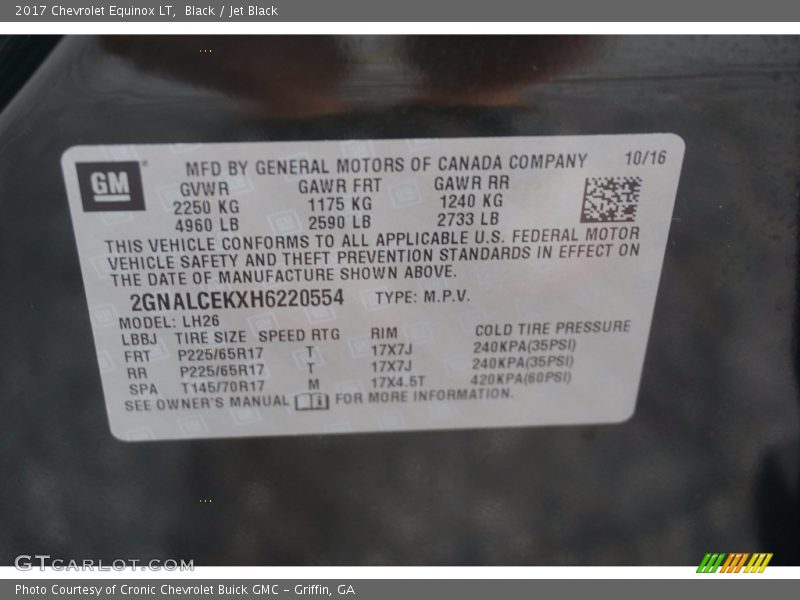 2017 Chevrolet Equinox LT, Black / Jet Black
GM
MFD BY GENERAL MOTORS OF CANADA COMPANY 10/16
GVWR GAWR FRT GAWR RR
2250 KG 1175 KG 1240 KG
4960 LB 2590 LB 2733 LB
THIS VEHICLE CONFORMS TO ALL APPLICABLE U.S. FEDERAL MOTOR
VEHICLE SAFETY AND THEFT PREVENTION STANDARDS IN EFFECT ON
THE DATE OF MANUFACTURE SHOWN ABOVE.
2GNALCEKXH6220554 TYPE: M.P.V.
MODEL: LH26
LBBJ TIRE SIZE SPEED RTG RIM COLD TIRE PRESSURE
FRT P225/65R17 T 17X7J 240KPA(35PSI)
RR P225/65R17 T 17X7J 240KPA(35PSI)
SPA T145/70R17 M 17X4.5T 420KPA(60PSI)
SEE OWNER'S MANUAL FOR MORE INFORMATION.
GTCARLOT.COM
Photo Courtesy of Cronic Chevrolet Buick GMC - Griffin, GA